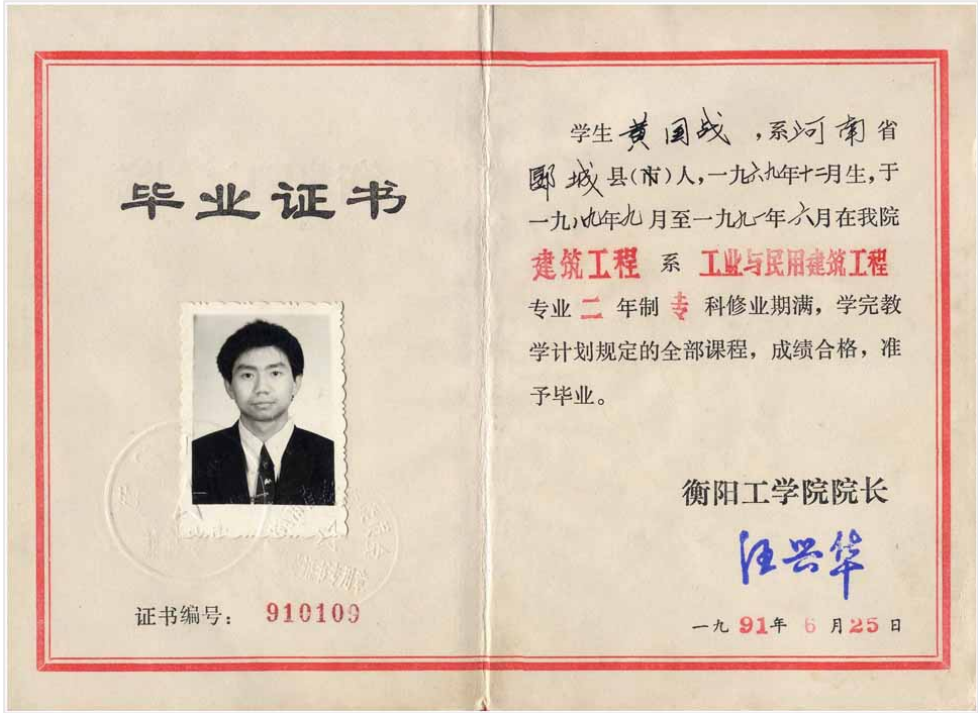 毕业证书
证书编号：910109
学生黄国战，系河南省
郾城县(市)人，一九六九年十二月生，于
一九八九年九月至一九九一年六月在我院
建筑工程 系 工业与民用建筑工程
专业 二 年制 专 科修业期满，学完教
学计划规定的全部课程，成绩合格，准
予毕业。
衡阳工学院院长
汪兴华
一九91年6月25日